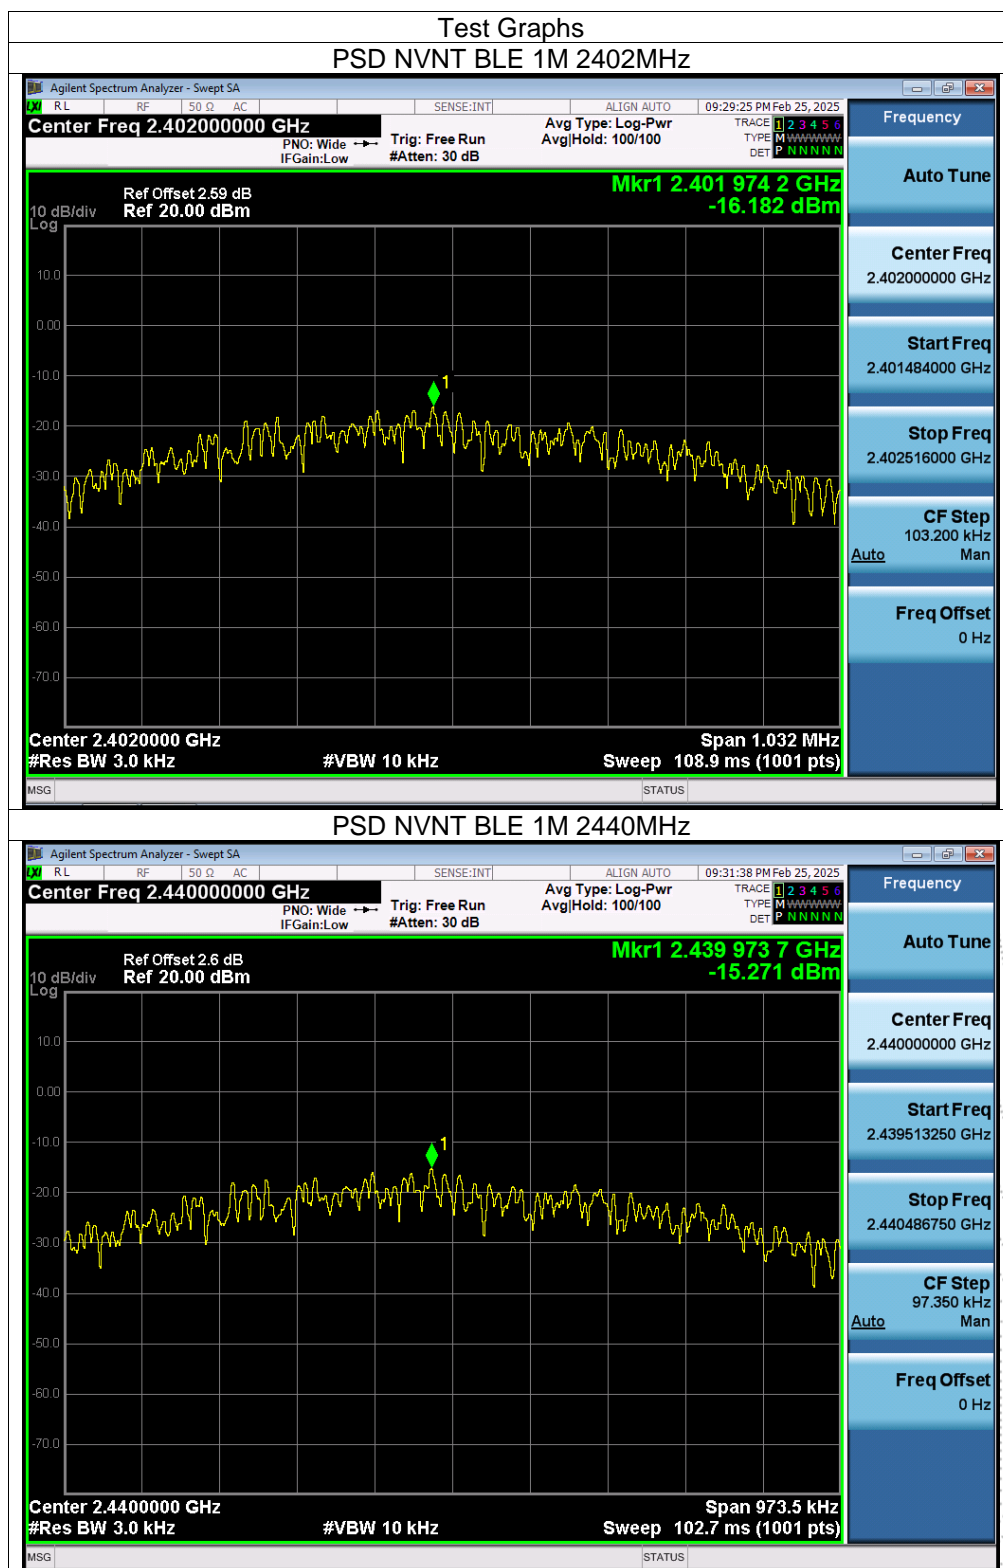 Test Graphs
PSD NVNT BLE 1M 2402MHz
Agilent Spectrum Analyzer - Swept SA
LXI RL RF 50 Ω AC SENSE:INT ALIGN AUTO 09:29:25 PM Feb 25, 2025
Center Freq 2.402000000 GHz
PNO: Wide
IFGain:Low
Trig: Free Run
#Atten: 30 dB
Avg Type: Log-Pwr
Avg|Hold: 100/100
TRACE 1 2 3 4 5 6
TYPE M W W W W W
DET P N N N N N
Frequency
Auto Tune
Center Freq
2.402000000 GHz
Start Freq
2.401484000 GHz
Stop Freq
2.402516000 GHz
CF Step
103.200 kHz
Auto Man
Freq Offset
0 Hz
Mkr1 2.401 974 2 GHz
-16.182 dBm
Ref Offset 2.59 dB
10 dB/div Ref 20.00 dBm
Log
10.0
0.00
-10.0
1
-20.0
-30.0
-40.0
-50.0
-60.0
-70.0
Center 2.4020000 GHz Span 1.032 MHz
#Res BW 3.0 kHz #VBW 10 kHz Sweep 108.9 ms (1001 pts)
MSG STATUS
PSD NVNT BLE 1M 2440MHz
Agilent Spectrum Analyzer - Swept SA
LXI RL RF 50 Ω AC SENSE:INT ALIGN AUTO 09:31:38 PM Feb 25, 2025
Center Freq 2.440000000 GHz
PNO: Wide
IFGain:Low
Trig: Free Run
#Atten: 30 dB
Avg Type: Log-Pwr
Avg|Hold: 100/100
TRACE 1 2 3 4 5 6
TYPE M W W W W W
DET P N N N N N
Frequency
Auto Tune
Center Freq
2.440000000 GHz
Start Freq
2.439513250 GHz
Stop Freq
2.440486750 GHz
CF Step
97.350 kHz
Auto Man
Freq Offset
0 Hz
Mkr1 2.439 973 7 GHz
-15.271 dBm
Ref Offset 2.6 dB
10 dB/div Ref 20.00 dBm
Log
10.0
0.00
-10.0
1
-20.0
-30.0
-40.0
-50.0
-60.0
-70.0
Center 2.4400000 GHz Span 973.5 kHz
#Res BW 3.0 kHz #VBW 10 kHz Sweep 102.7 ms (1001 pts)
MSG STATUS